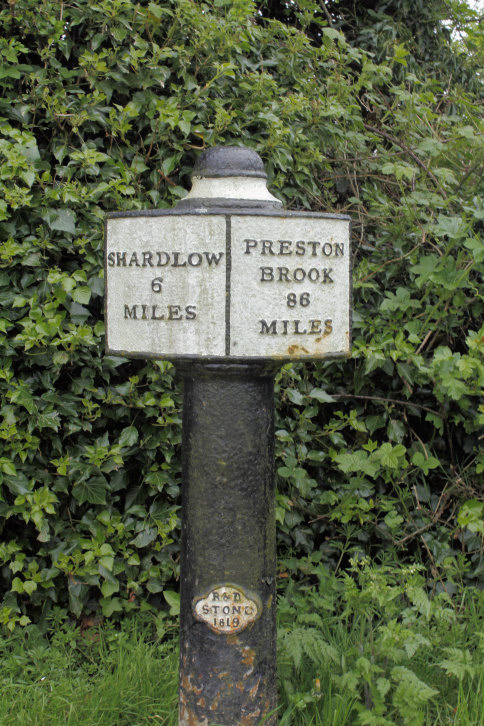 SHARDLOW
6
MILES
PRESTON
BROOK
86
MILES
R&D
STONE
1819